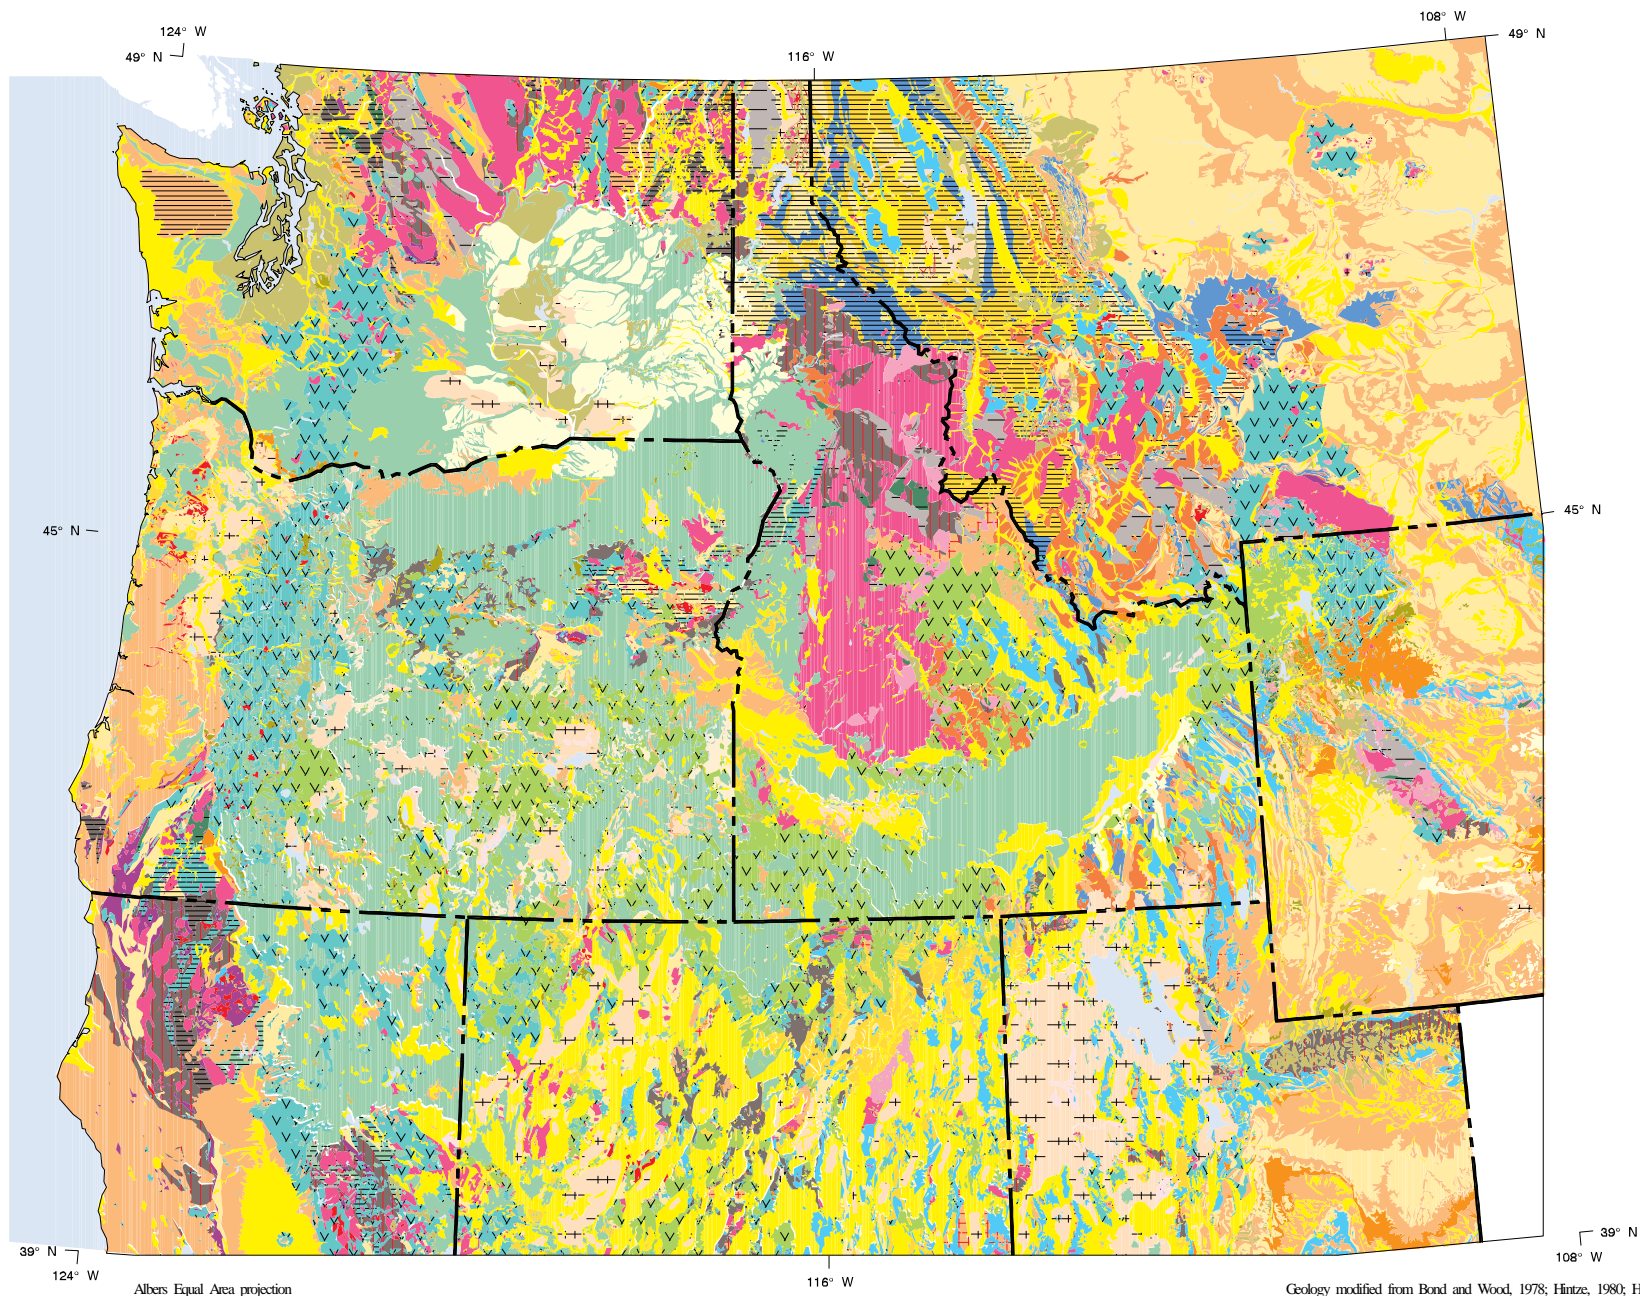 108° W
124° W
49° N
49° N
116° W
45° N
45° N
39° N
39° N
124° W
108° W
116° W
Albers Equal Area projection
Geology modified from Bond and Wood, 1978; Hintze, 1980; H